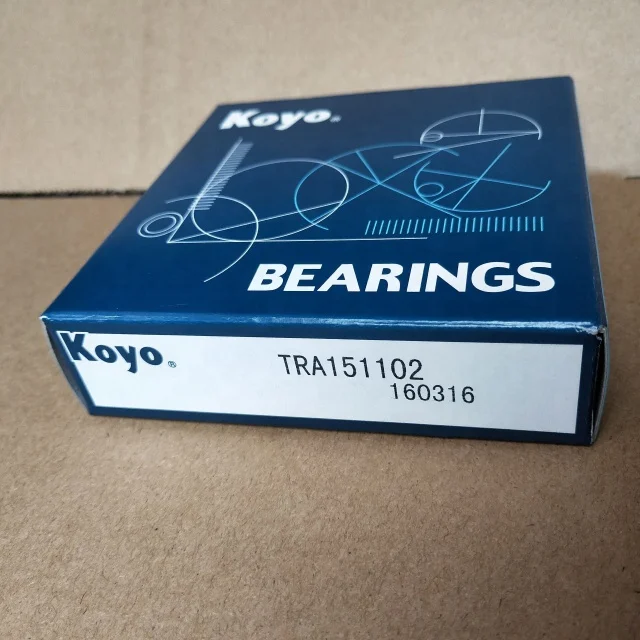 Koyo.
BEARINGS
Koyo®
TRA151102
160316